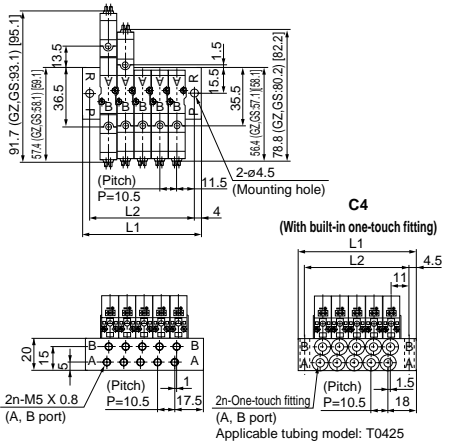 91.7 (GZ,GS:93.1) [95.1]
57.4 (GZ,GS:58.1) [59.1]
13.5
36.5
R
P
A A A A A
B B B B B
R
P
1.5
15.5
35.5
56.4 (GZ,GS:57.1) [58.1]
78.8 (GZ,GS:80.2) [82.2]
2-ø4.5
(Mounting hole)
(Pitch)
P=10.5
11.5
L2
4
L1
C4
(With built-in one-touch fitting)
L1
L2
4.5
11
20
15
5
B
A
B
A
2n-M5 X 0.8
(A, B port)
(Pitch)
P=10.5
1
17.5
B
A
B
A
2n-One-touch fitting
(A, B port)
(Pitch)
P=10.5
1.5
18
Applicable tubing model: T0425